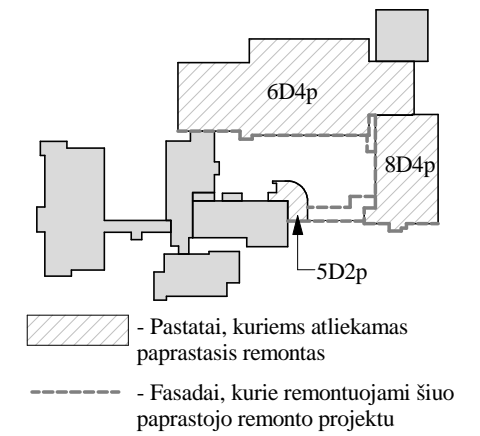 6D4p
8D4p
5D2p
- Pastatai, kuriems atliekamas
paprastasis remontas
- Fasadai, kurie remontuojami šiuo
paprastojo remonto projektu